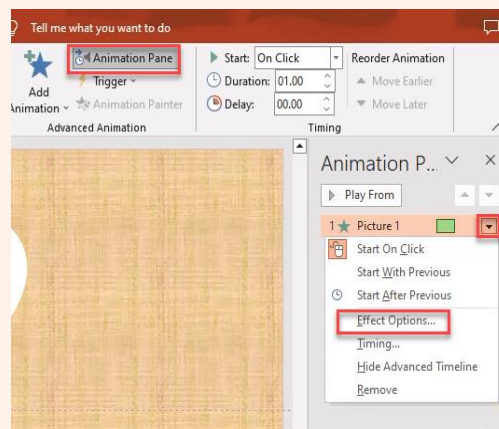 Tell me what you want to do
Add
Animation
Animation Pane
Trigger
Animation Painter
Advanced Animation
Start: On Click
Duration: 01.00
Delay: 00.00
Reorder Animation
Move Earlier
Move Later
Timing
Animation P...
Play From
1 Picture 1
Start On Click
Start With Previous
Start After Previous
Effect Options...
Timing...
Hide Advanced Timeline
Remove